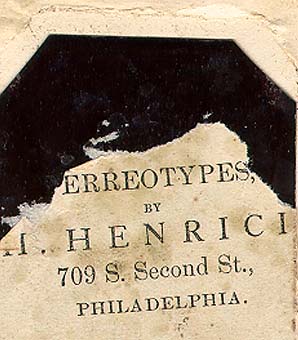 ERREOTYPES,
BY
H. HENRICI
709 S. Second St.,
PHILADELPHIA.